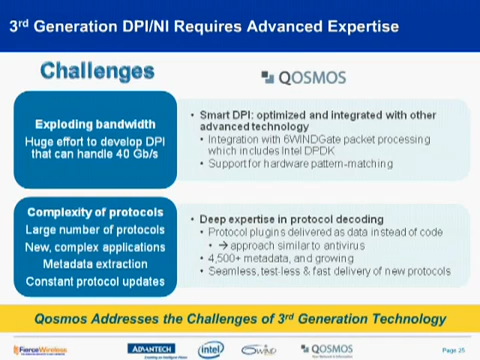 3rd Generation DPI/NI Requires Advanced Expertise
Challenges
QOSMOS
Exploding bandwidth
Huge effort to develop DPI
that can handle 40 Gb/s
• Smart DPI: optimized and integrated with other
advanced technology
• Integration with 6WINDGate packet processing
which includes Intel DPDK
• Support for hardware pattern-matching
Complexity of protocols
Large number of protocols
New, complex applications
Metadata extraction
Constant protocol updates
• Deep expertise in protocol decoding
• Protocol plugins delivered as data instead of code
• → approach similar to antivirus
• 4,500+ metadata, and growing
• Seamless, test-less & fast delivery of new protocols
Qosmos Addresses the Challenges of 3rd Generation Technology
FierceWireless
ADVANTECH
intel
6WIND
QOSMOS
Page 25